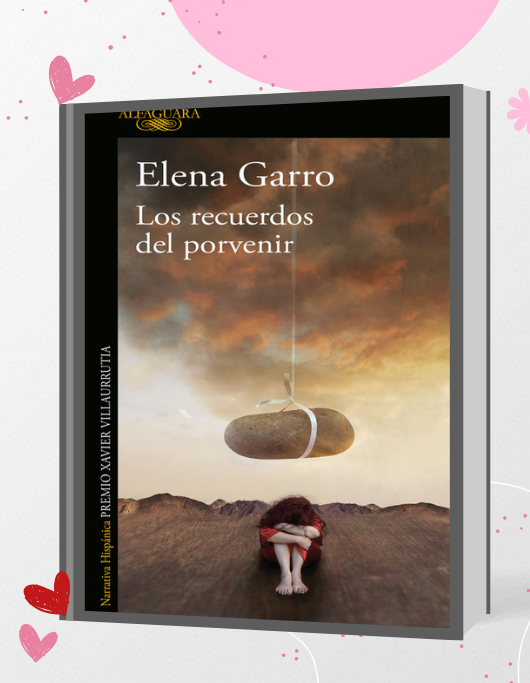 ALFAGUARA
Elena Garro
Los recuerdos
del porvenir
Narrativa Hispánica PREMIO XAVIER VILLAURRUTIA